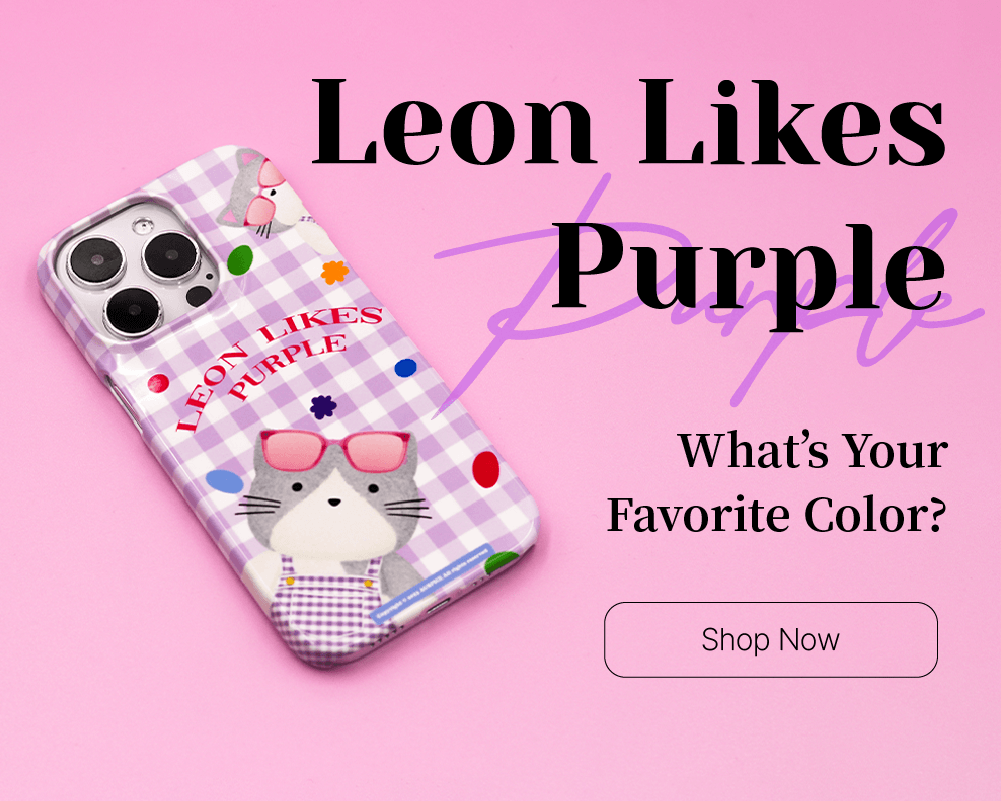 Leon Likes
Purple
Purple
What's Your
Favorite Color?
Shop Now
LEON LIKES
PURPLE